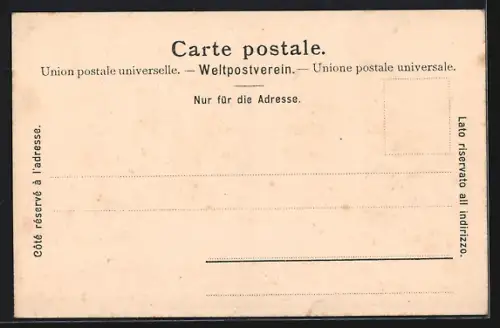 Carte postale.
Union postale universelle. — Weltpostverein. — Unione postale universale.
Nur für die Adresse.
Côté réservé à l'adresse.
Lato riservato all indirizzo.